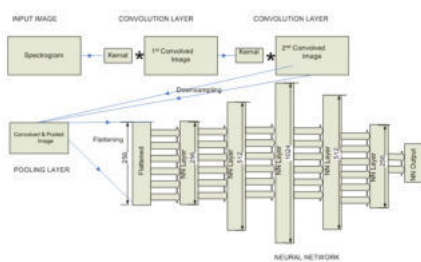 INPUT IMAGE
CONVOLUTION LAYER
CONVOLUTION LAYER
Spectrogram
Kernal
*
1st Convolved
Image
Kernal
*
2nd Convolved
Image
Downsampling
Convolved & Pooled
Image
Flattening
POOLING LAYER
256
Flattened
NN Layer
256
NN Layer
512
NN Layer
1024
NN Layer
512
NN Layer
256
NN Output
NEURAL NETWORK